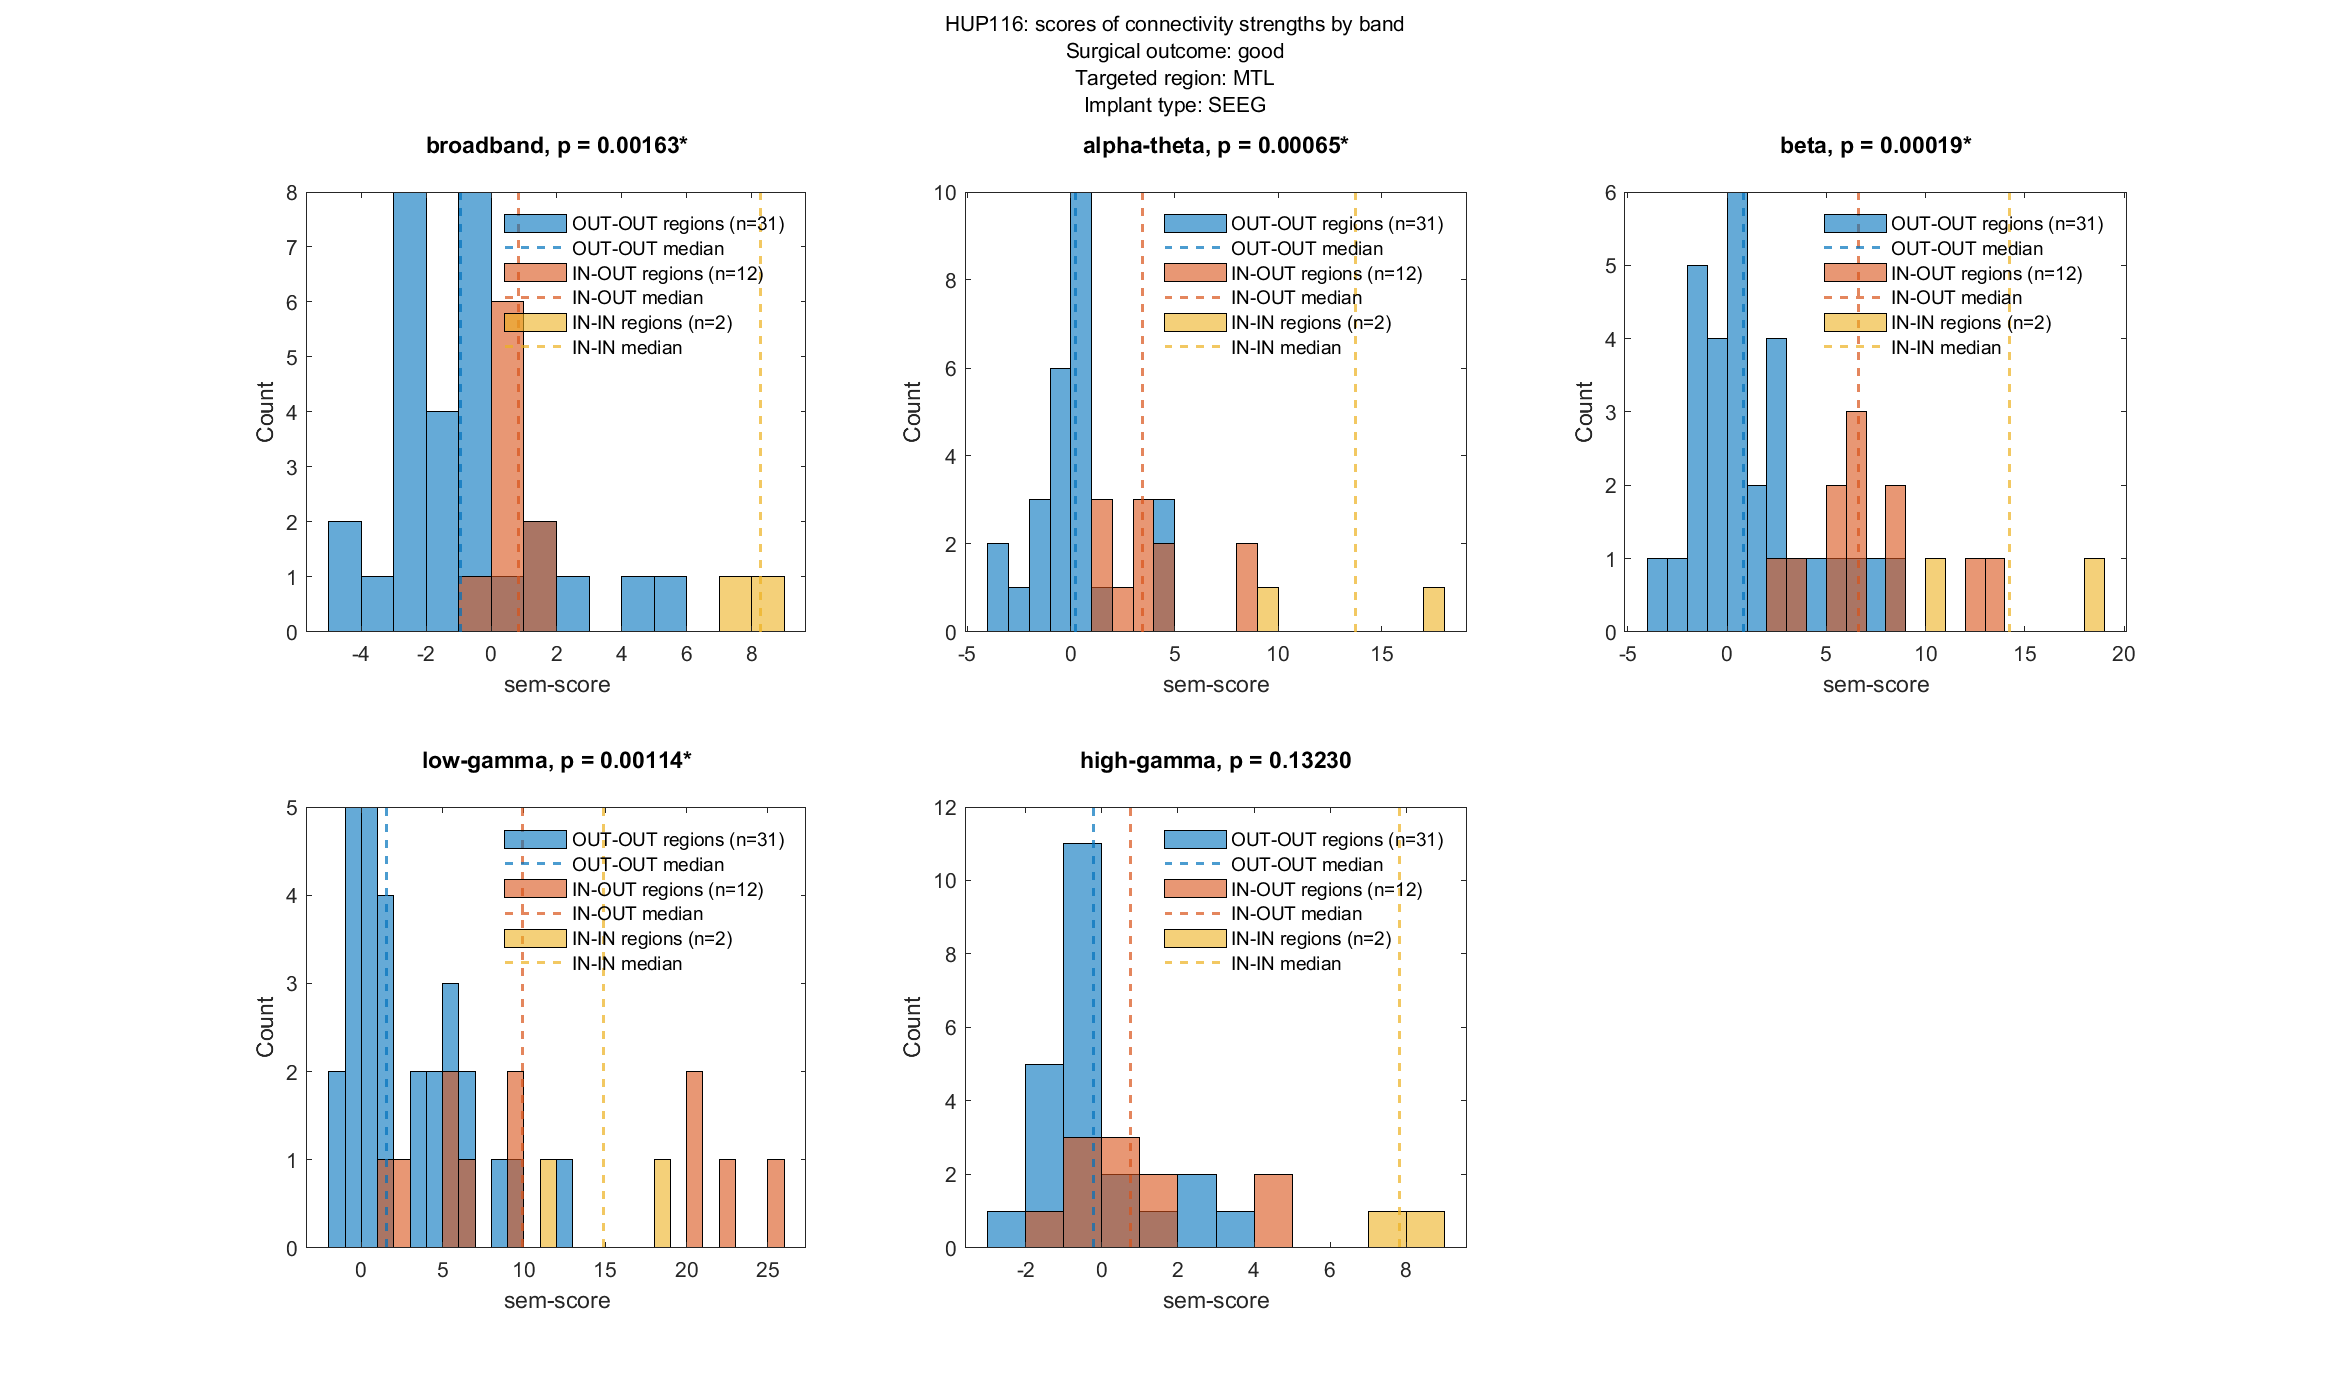 HUP116: scores of connectivity strengths by band
Surgical outcome: good
Targeted region: MTL
Implant type: SEEG
broadband, p = 0.00163*
8
7
6
5
4
3
2
1
0
Count
-4 -2 0 2 4 6 8
sem-score
OUT-OUT regions (n=31)
OUT-OUT median
IN-OUT regions (n=12)
IN-OUT median
IN-IN regions (n=2)
IN-IN median
alpha-theta, p = 0.00065*
10
8
6
4
2
0
Count
-5 0 5 10 15
sem-score
OUT-OUT regions (n=31)
OUT-OUT median
IN-OUT regions (n=12)
IN-OUT median
IN-IN regions (n=2)
IN-IN median
beta, p = 0.00019*
6
5
4
3
2
1
0
Count
-5 0 5 10 15 20
sem-score
OUT-OUT regions (n=31)
OUT-OUT median
IN-OUT regions (n=12)
IN-OUT median
IN-IN regions (n=2)
IN-IN median
low-gamma, p = 0.00114*
5
4
3
2
1
0
Count
0 5 10 15 20 25
sem-score
OUT-OUT regions (n=31)
OUT-OUT median
IN-OUT regions (n=12)
IN-OUT median
IN-IN regions (n=2)
IN-IN median
high-gamma, p = 0.13230
12
10
8
6
4
2
0
Count
-2 0 2 4 6 8
sem-score
OUT-OUT regions (n=31)
OUT-OUT median
IN-OUT regions (n=12)
IN-OUT median
IN-IN regions (n=2)
IN-IN median